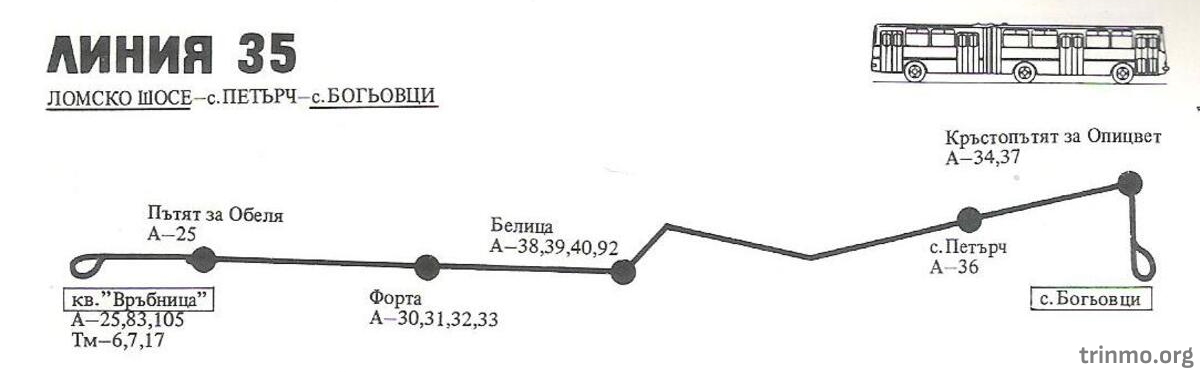 ЛИНИЯ 35
ЛОМСКО ШОСЕ–с.ПЕТЪРЧ–с.БОГЬОВЦИ
Кръстопътят за Опицвет
А–34,37
Пътят за Обеля
А–25
Белица
А–38,39,40,92
с.Петърч
А–36
кв."Връбница"
А–25,83,105
Тм–6,7,17
Форта
А–30,31,32,33
с.Богьовци
trinmo.org